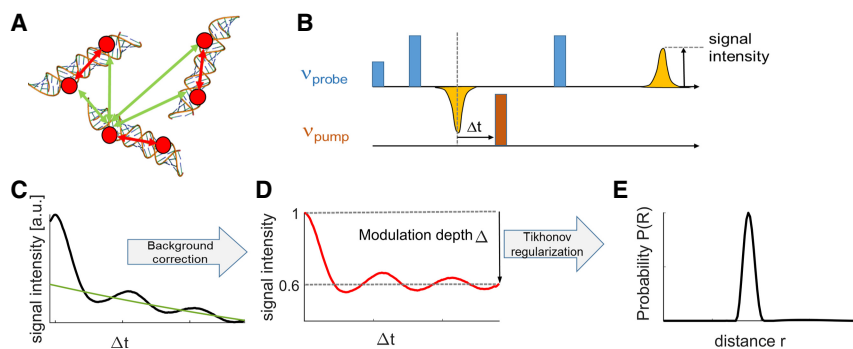 A
B
signal
intensity
νprobe
νpump
Δt
C
D
E
signal intensity [a.u.]
Background
correction
Δt
signal intensity
1
0.6
Modulation depth Δ
Δt
Tikhonov
regularization
Probability P(R)
distance r